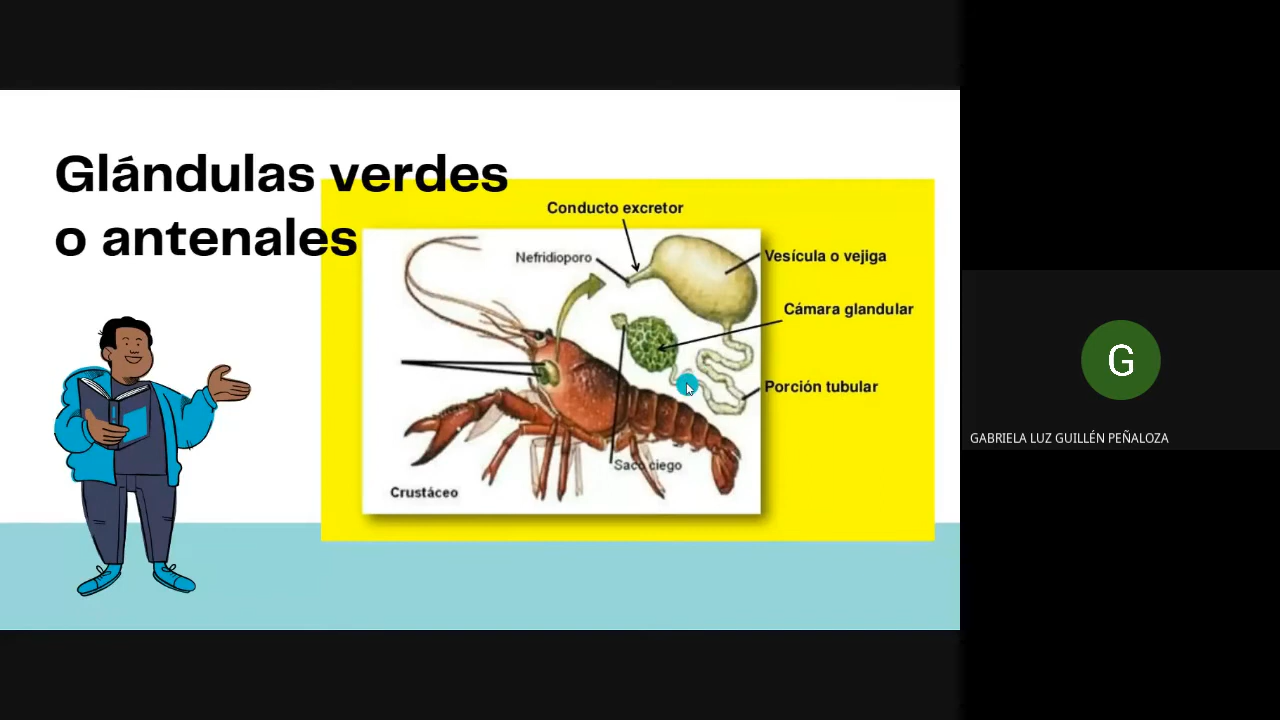 Glándulas verdes
o antenales
Conducto excretor
Nefridioporo
Vesícula o vejiga
Cámara glandular
Porción tubular
Saco ciego
Crustáceo
G
GABRIELA LUZ GUILLÉN PEÑALOZA